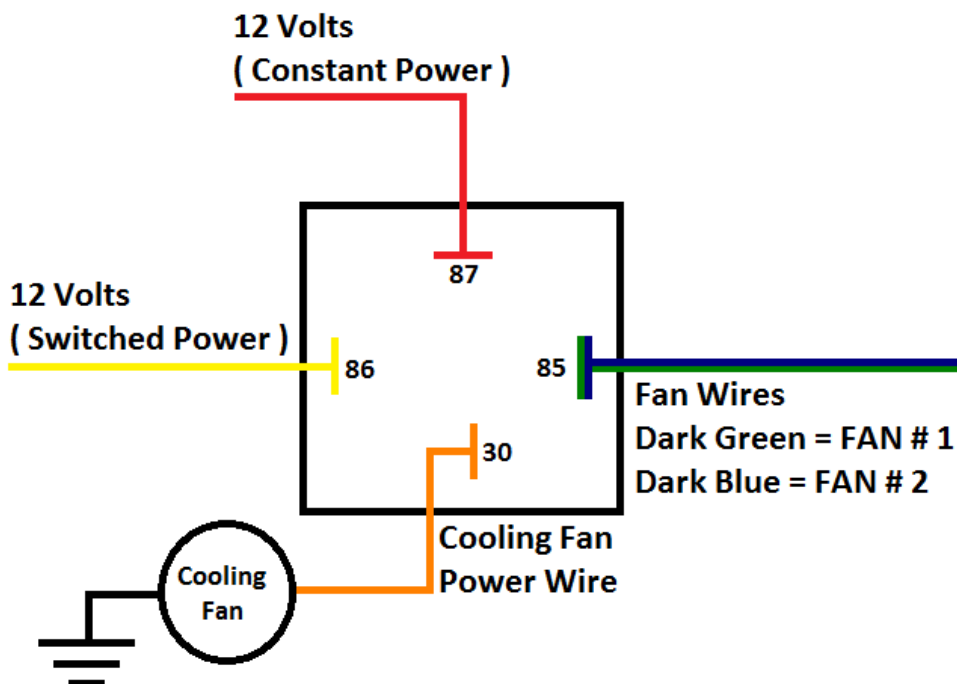 12 Volts
( Constant Power )
87
12 Volts
( Switched Power )
86
85
Fan Wires
Dark Green = FAN # 1
Dark Blue = FAN # 2
30
Cooling Fan
Power Wire
Cooling
Fan